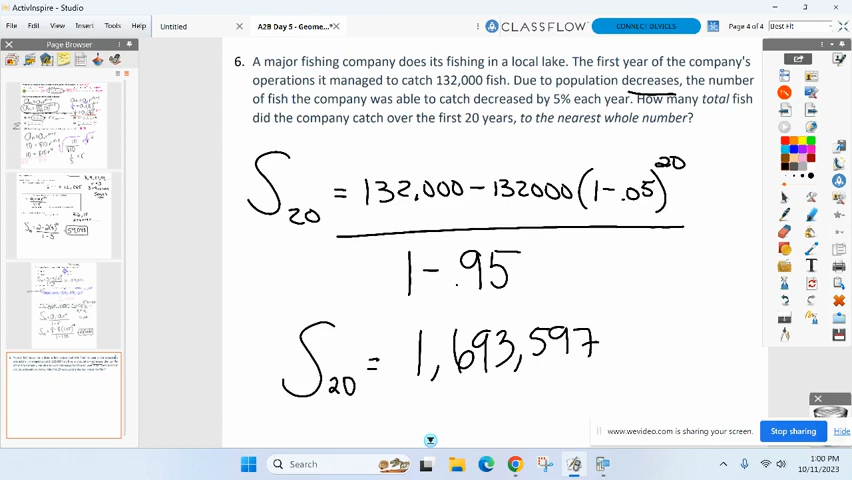 ActivInspire - Studio
File Edit View Insert Tools Help
Untitled
A2B Day 5 - Geome...*
CLASSFLOW
CONNECT DEVICES
Page 4 of 4
Best Fit
Page Browser
6. A major fishing company does its fishing in a local lake. The first year of the company's
operations it managed to catch 132,000 fish. Due to population decreases, the number
of fish the company was able to catch decreased by 5% each year. How many total fish
did the company catch over the first 20 years, to the nearest whole number?
S20 = 132,000 - 132000 (1 - .05)20
1 - .95
S20 = 1,693,597
www.wevideo.com is sharing your screen.
Stop sharing
Hide
Search
1:00 PM
10/11/2023